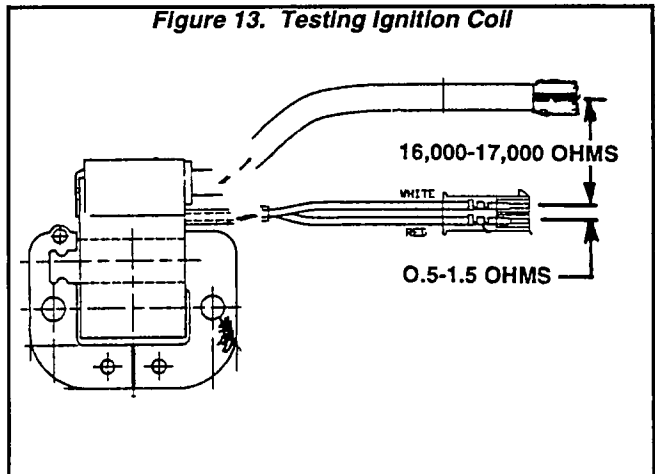 Figure 13. Testing Ignition Coil
16,000-17,000 OHMS
WHITE
RED
0.5-1.5 OHMS